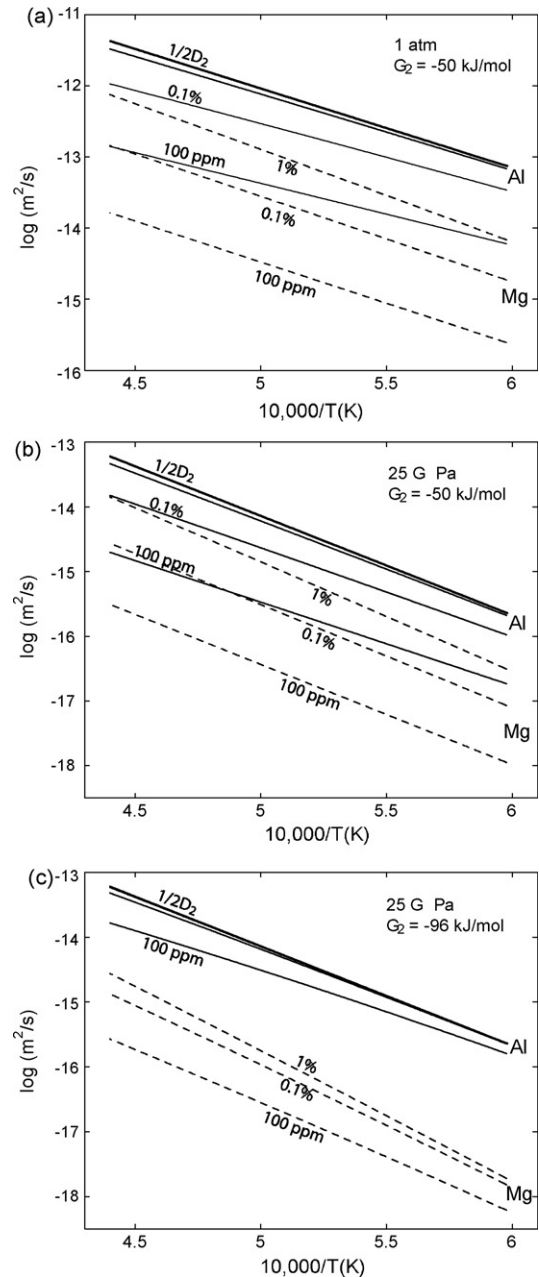 (a)
-11
-12
-13
-14
-15
-16
log (m²/s)
1/2D₂
0.1%
100 ppm
1%
0.1%
100 ppm
1 atm
G₂ = -50 kJ/mol
Al
Mg
4.5
5
5.5
6
10,000/T(K)
(b)
-13
-14
-15
-16
-17
-18
log (m²/s)
1/2D₂
0.1%
100 ppm
1%
0.1%
100 ppm
25 G Pa
G₂ = -50 kJ/mol
Al
Mg
4.5
5
5.5
6
10,000/T(K)
(c)
-13
-14
-15
-16
-17
-18
log (m²/s)
1/2D₂
100 ppm
1%
0.1%
100 ppm
25 G Pa
G₂ = -96 kJ/mol
Al
Mg
4.5
5
5.5
6
10,000/T(K)